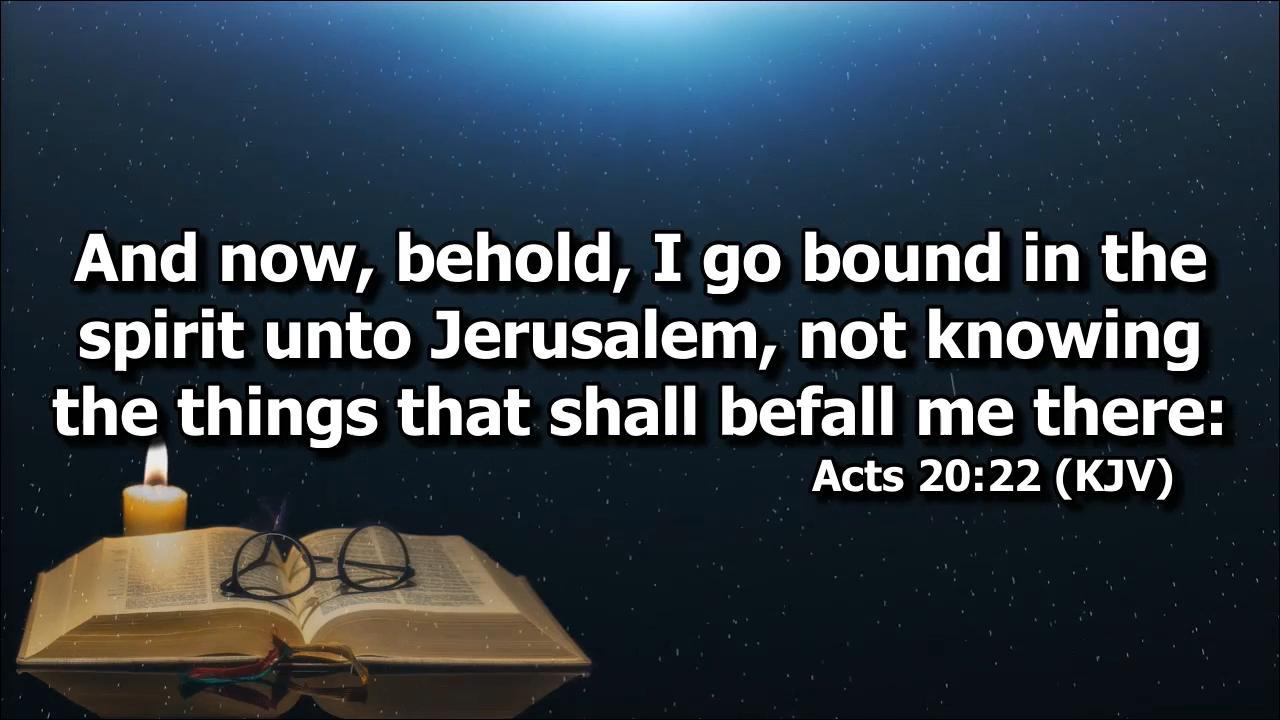 And now, behold, I go bound in the
spirit unto Jerusalem, not knowing
the things that shall befall me there:
Acts 20:22 (KJV)